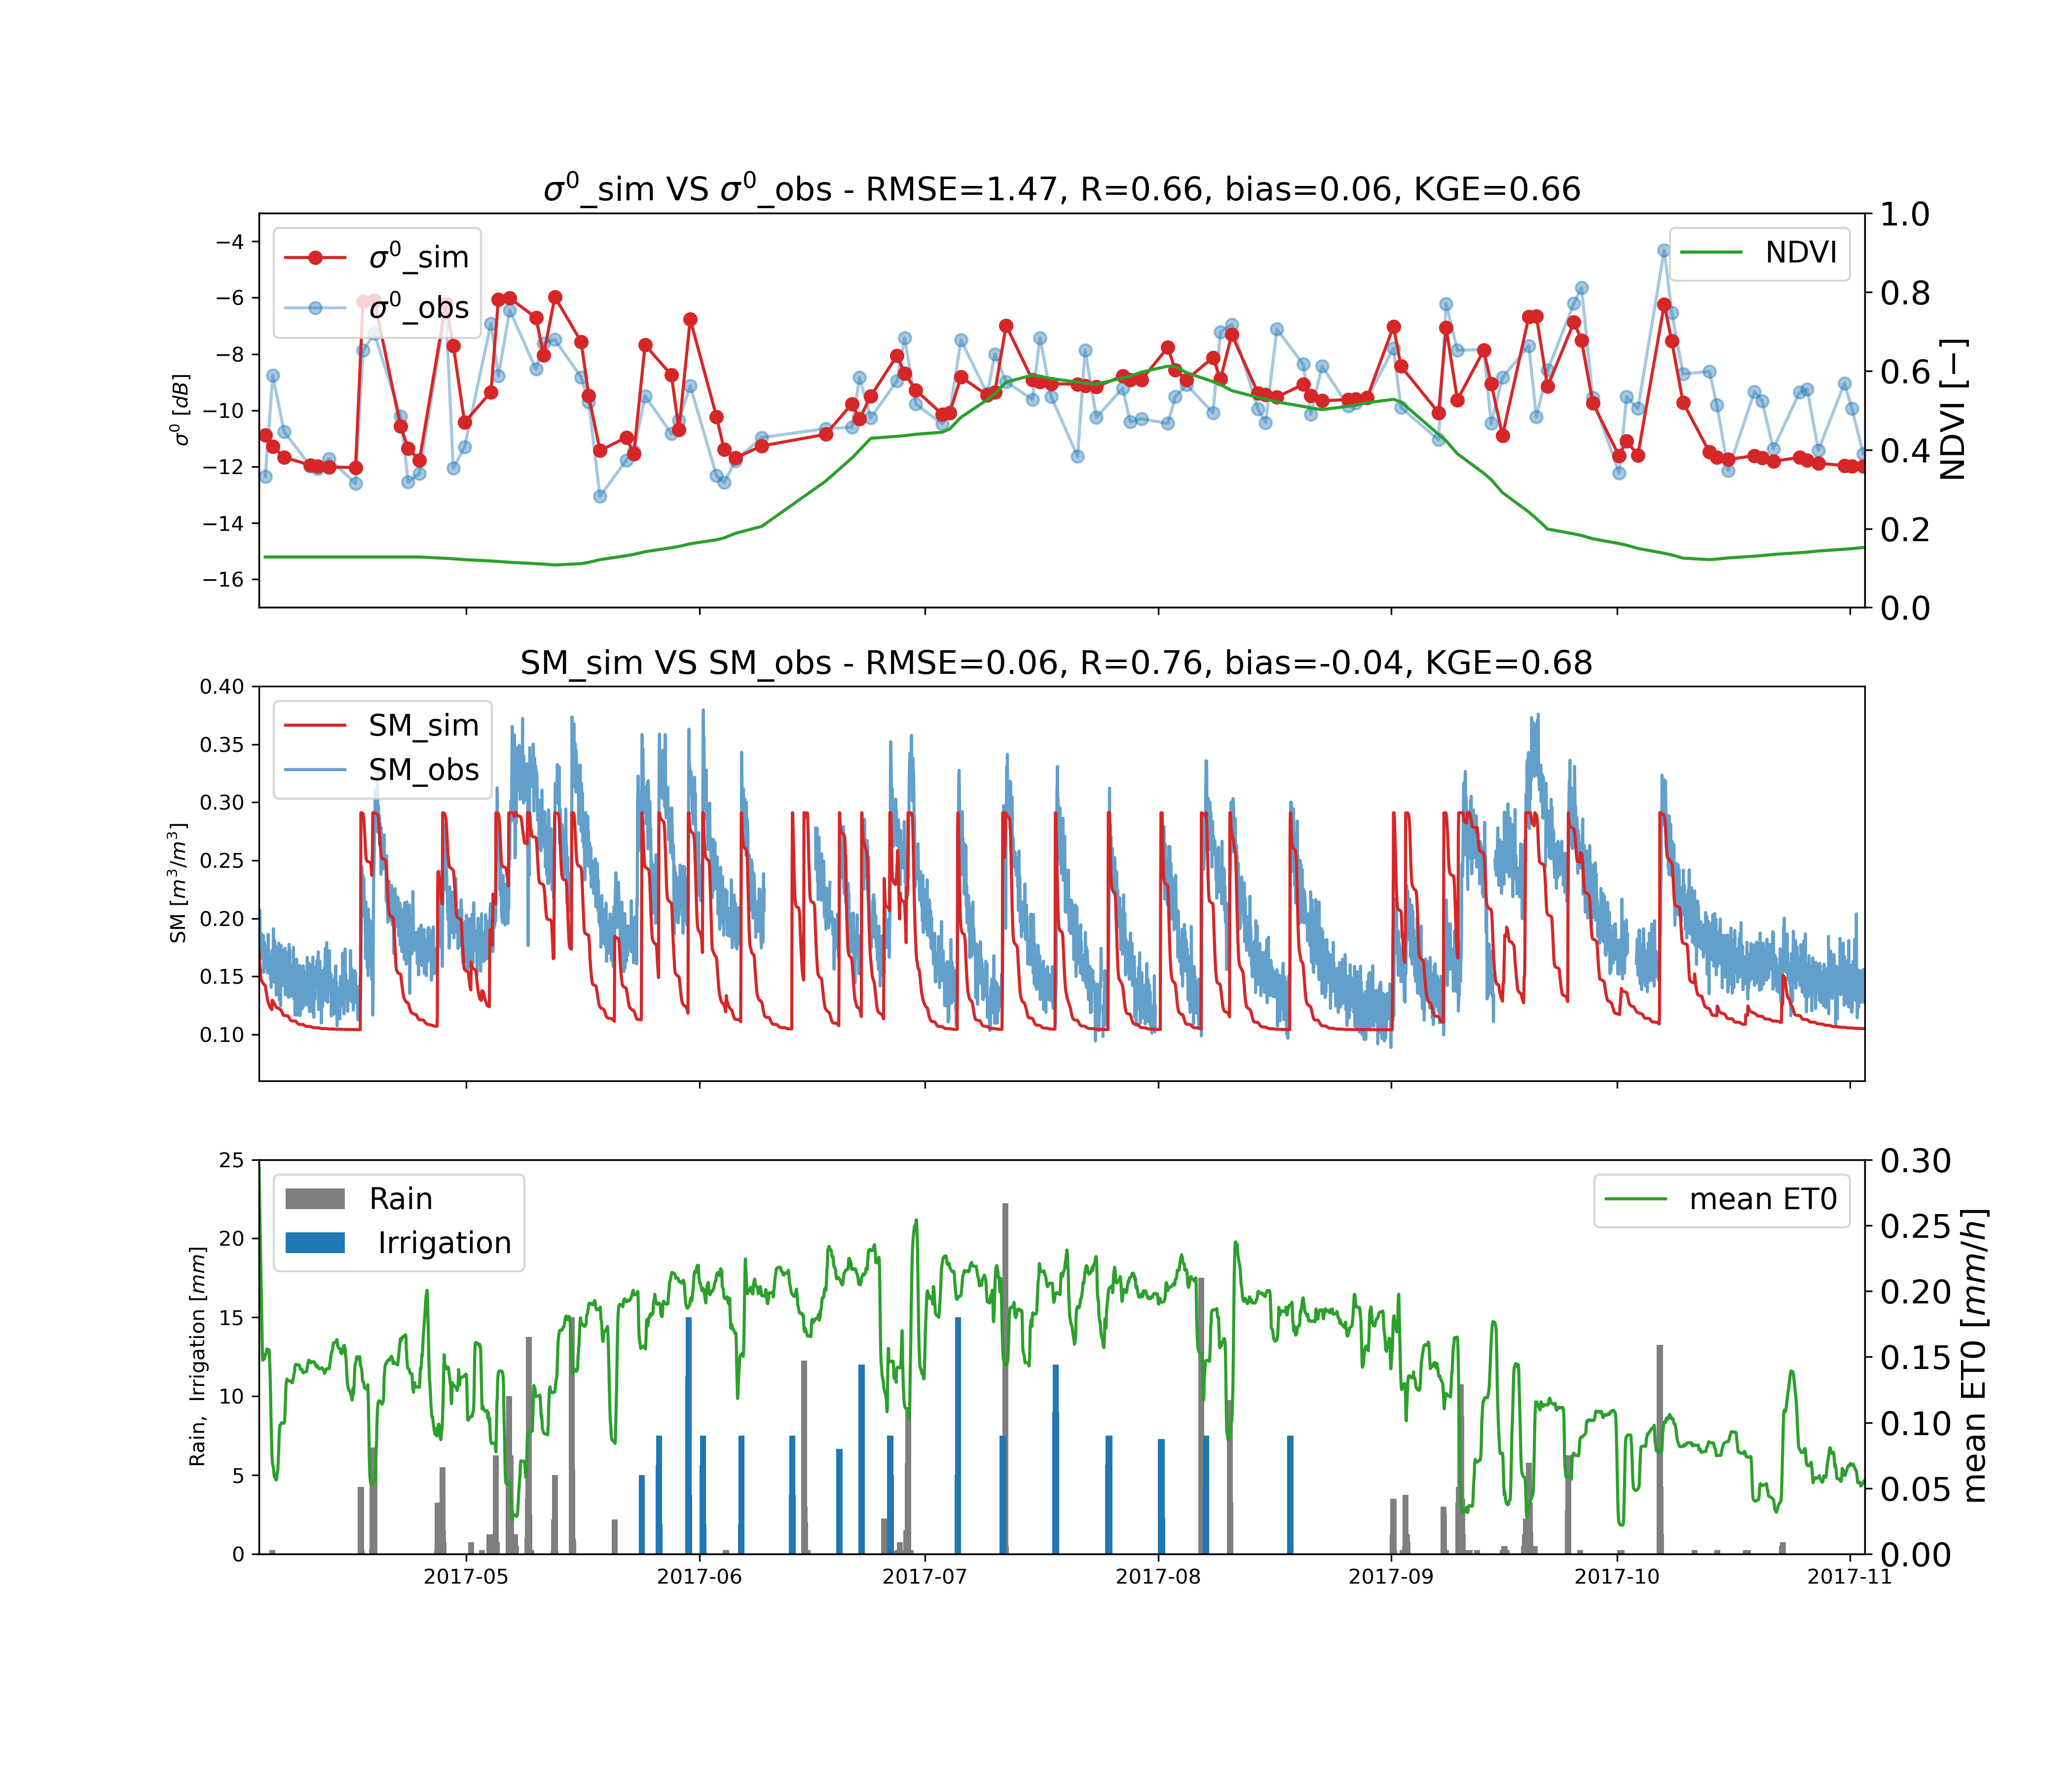 σ⁰_sim VS σ⁰_obs - RMSE=1.47, R=0.66, bias=0.06, KGE=0.66
σ⁰_sim
σ⁰_obs
NDVI
−4
−6
−8
−10
−12
−14
−16
σ⁰ [dB]
1.0
0.8
0.6
0.4
0.2
0.0
NDVI [−]
SM_sim VS SM_obs - RMSE=0.06, R=0.76, bias=-0.04, KGE=0.68
SM_sim
SM_obs
0.40
0.35
0.30
0.25
0.20
0.15
0.10
SM [m³/m³]
Rain
Irrigation
mean ET0
25
20
15
10
5
0
Rain, Irrigation [mm]
0.30
0.25
0.20
0.15
0.10
0.05
0.00
mean ET0 [mm/h]
2017-05 2017-06 2017-07 2017-08 2017-09 2017-10 2017-11